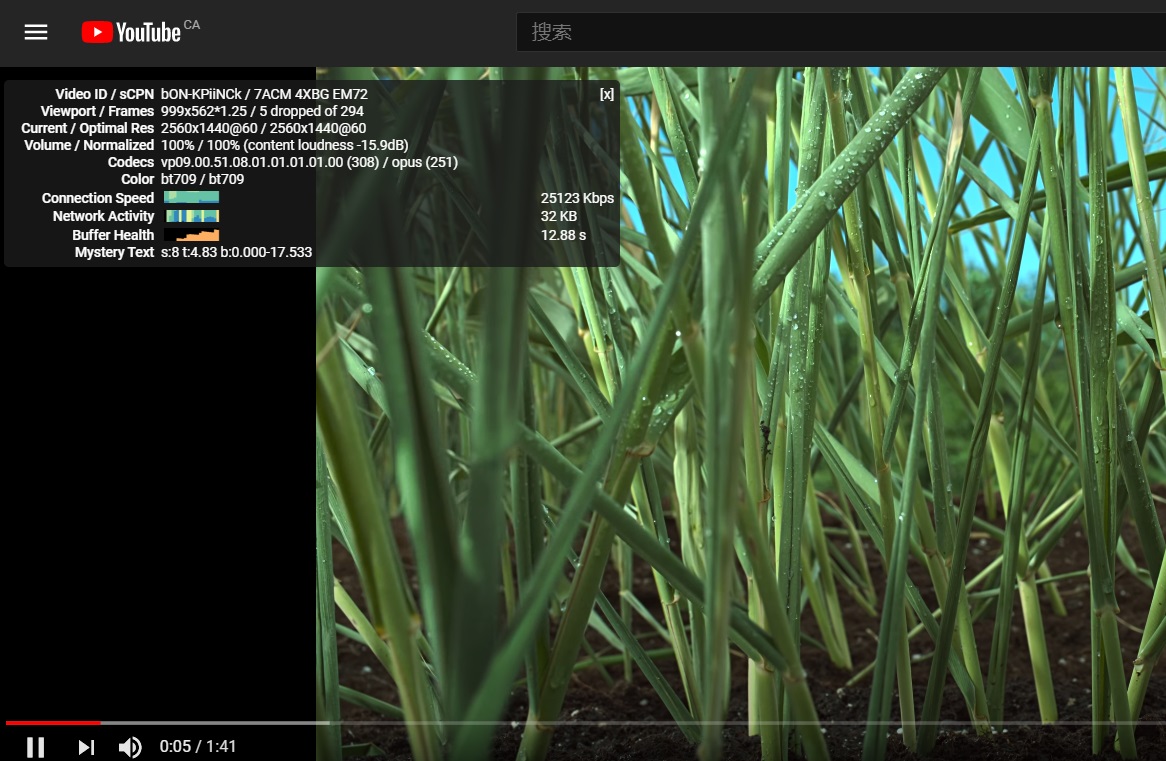 YouTube CA
搜索
Video ID / sCPN bON-KPiiNCk / 7ACM 4XBG EM72 [x]
Viewport / Frames 999x562*1.25 / 5 dropped of 294
Current / Optimal Res 2560x1440@60 / 2560x1440@60
Volume / Normalized 100% / 100% (content loudness -15.9dB)
Codecs vp09.00.51.08.01.01.01.01.00 (308) / opus (251)
Color bt709 / bt709
Connection Speed 25123 Kbps
Network Activity 32 KB
Buffer Health 12.88 s
Mystery Text s:8 t:4.83 b:0.000-17.533
0:05 / 1:41